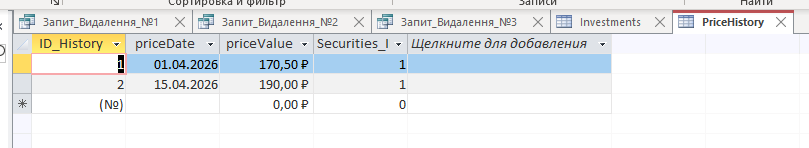 Сортировка и фильтр Записи Найти
Запит_Видалення_№1 Запит_Видалення_№2 Запит_Видалення_№3 Investments PriceHistory
ID_History priceDate priceValue Securities_I Щелкните для добавления
1 01.04.2026 170,50 ₽ 1
2 15.04.2026 190,00 ₽ 1
(№) 0,00 ₽ 0